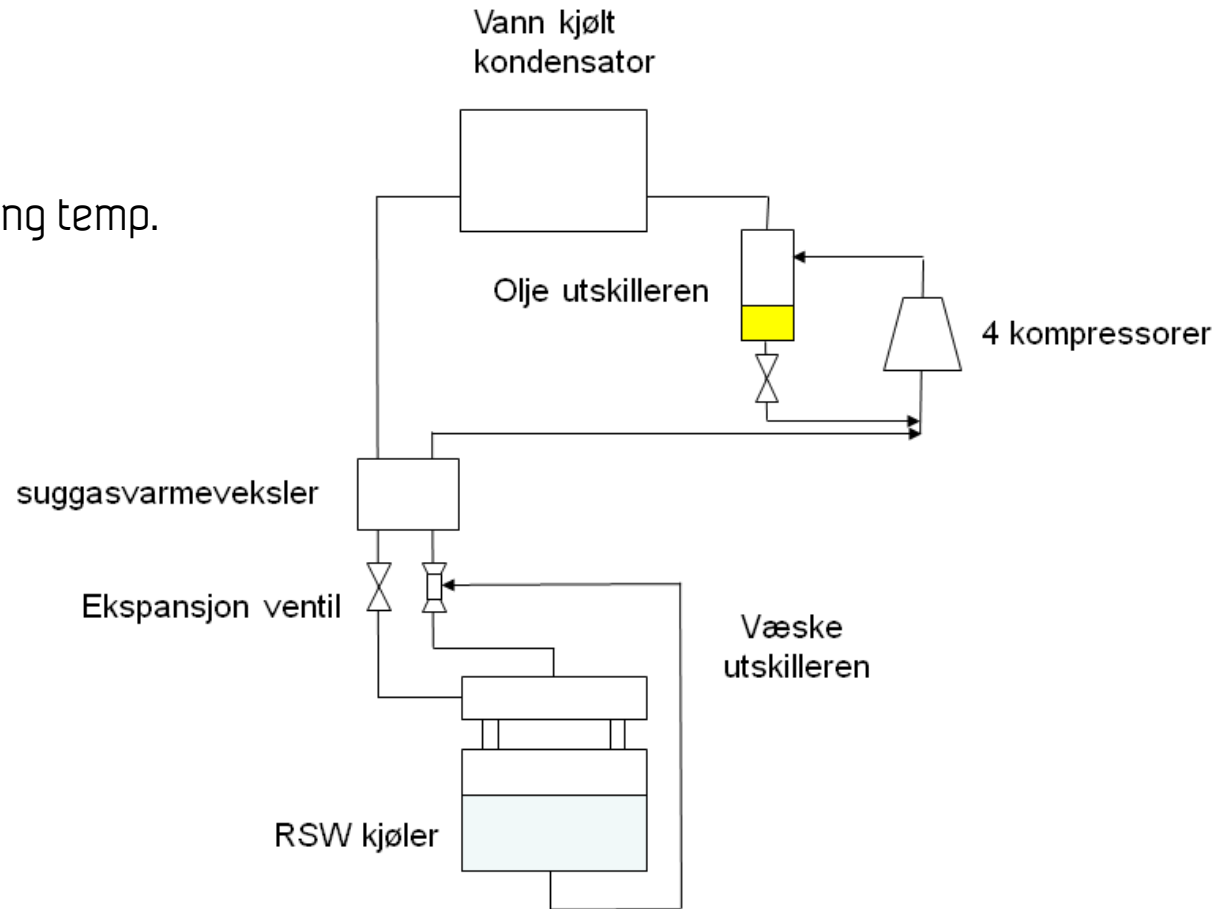 Vann kjølt
kondensator
ng temp.
Olje utskilleren
4 kompressorer
suggasvarmeveksler
Ekspansjon ventil
Væske
utskilleren
RSW kjøler